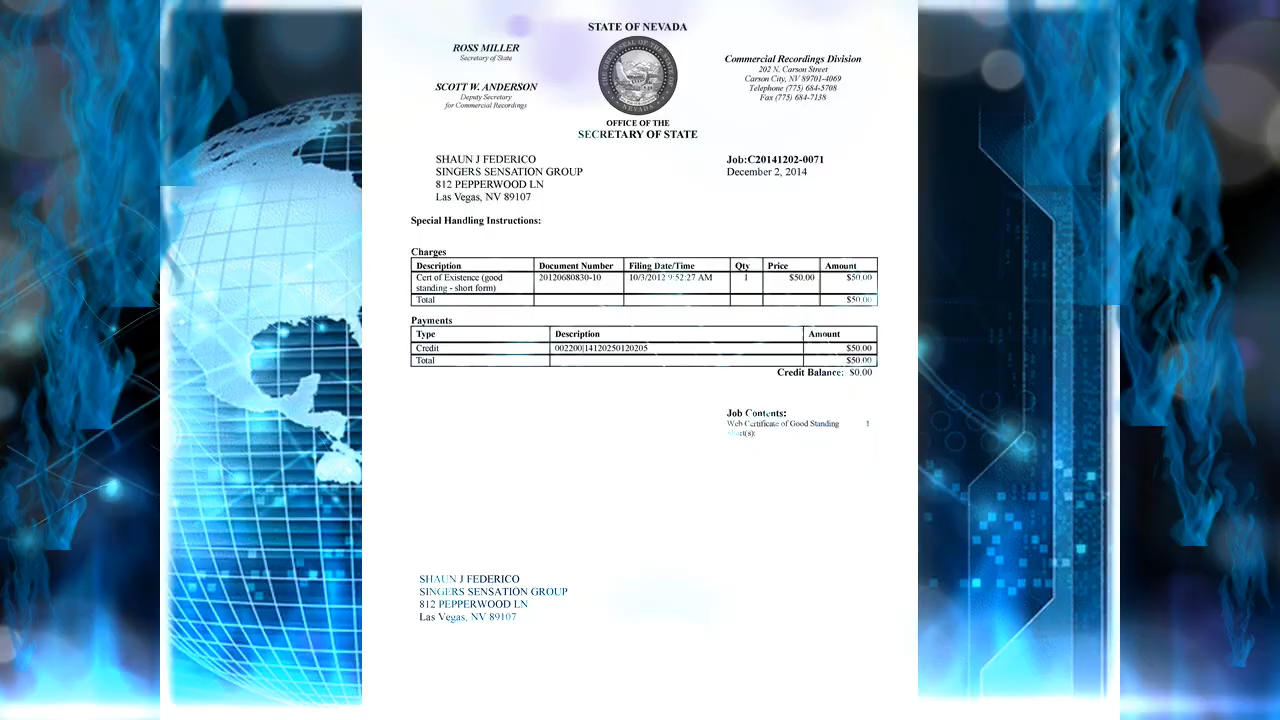 STATE OF NEVADA
ROSS MILLER
Secretary of State
SCOTT W. ANDERSON
Deputy Secretary
for Commercial Recordings
OFFICE OF THE
SECRETARY OF STATE
Commercial Recordings Division
202 N. Carson Street
Carson City, NV 89701-4069
Telephone (775) 684-5708
Fax (775) 684-7138
SHAUN J FEDERICO
SINGERS SENSATION GROUP
812 PEPPERWOOD LN
Las Vegas, NV 89107
Job:C20141202-0071
December 2, 2014
Special Handling Instructions:
Charges
Description Document Number Filing Date/Time Qty Price Amount
Cert of Existence (good 20120680830-10 10/3/2012 9:52:27 AM 1 $50.00 $50.00
standing - short form)
Total $50.00
Payments
Type Description Amount
Credit 002200|14120250120205 $50.00
Total $50.00
Credit Balance: $0.00
Job Contents:
Web Certificate of Good Standing 1
SHAUN J FEDERICO
SINGERS SENSATION GROUP
812 PEPPERWOOD LN
Las Vegas, NV 89107